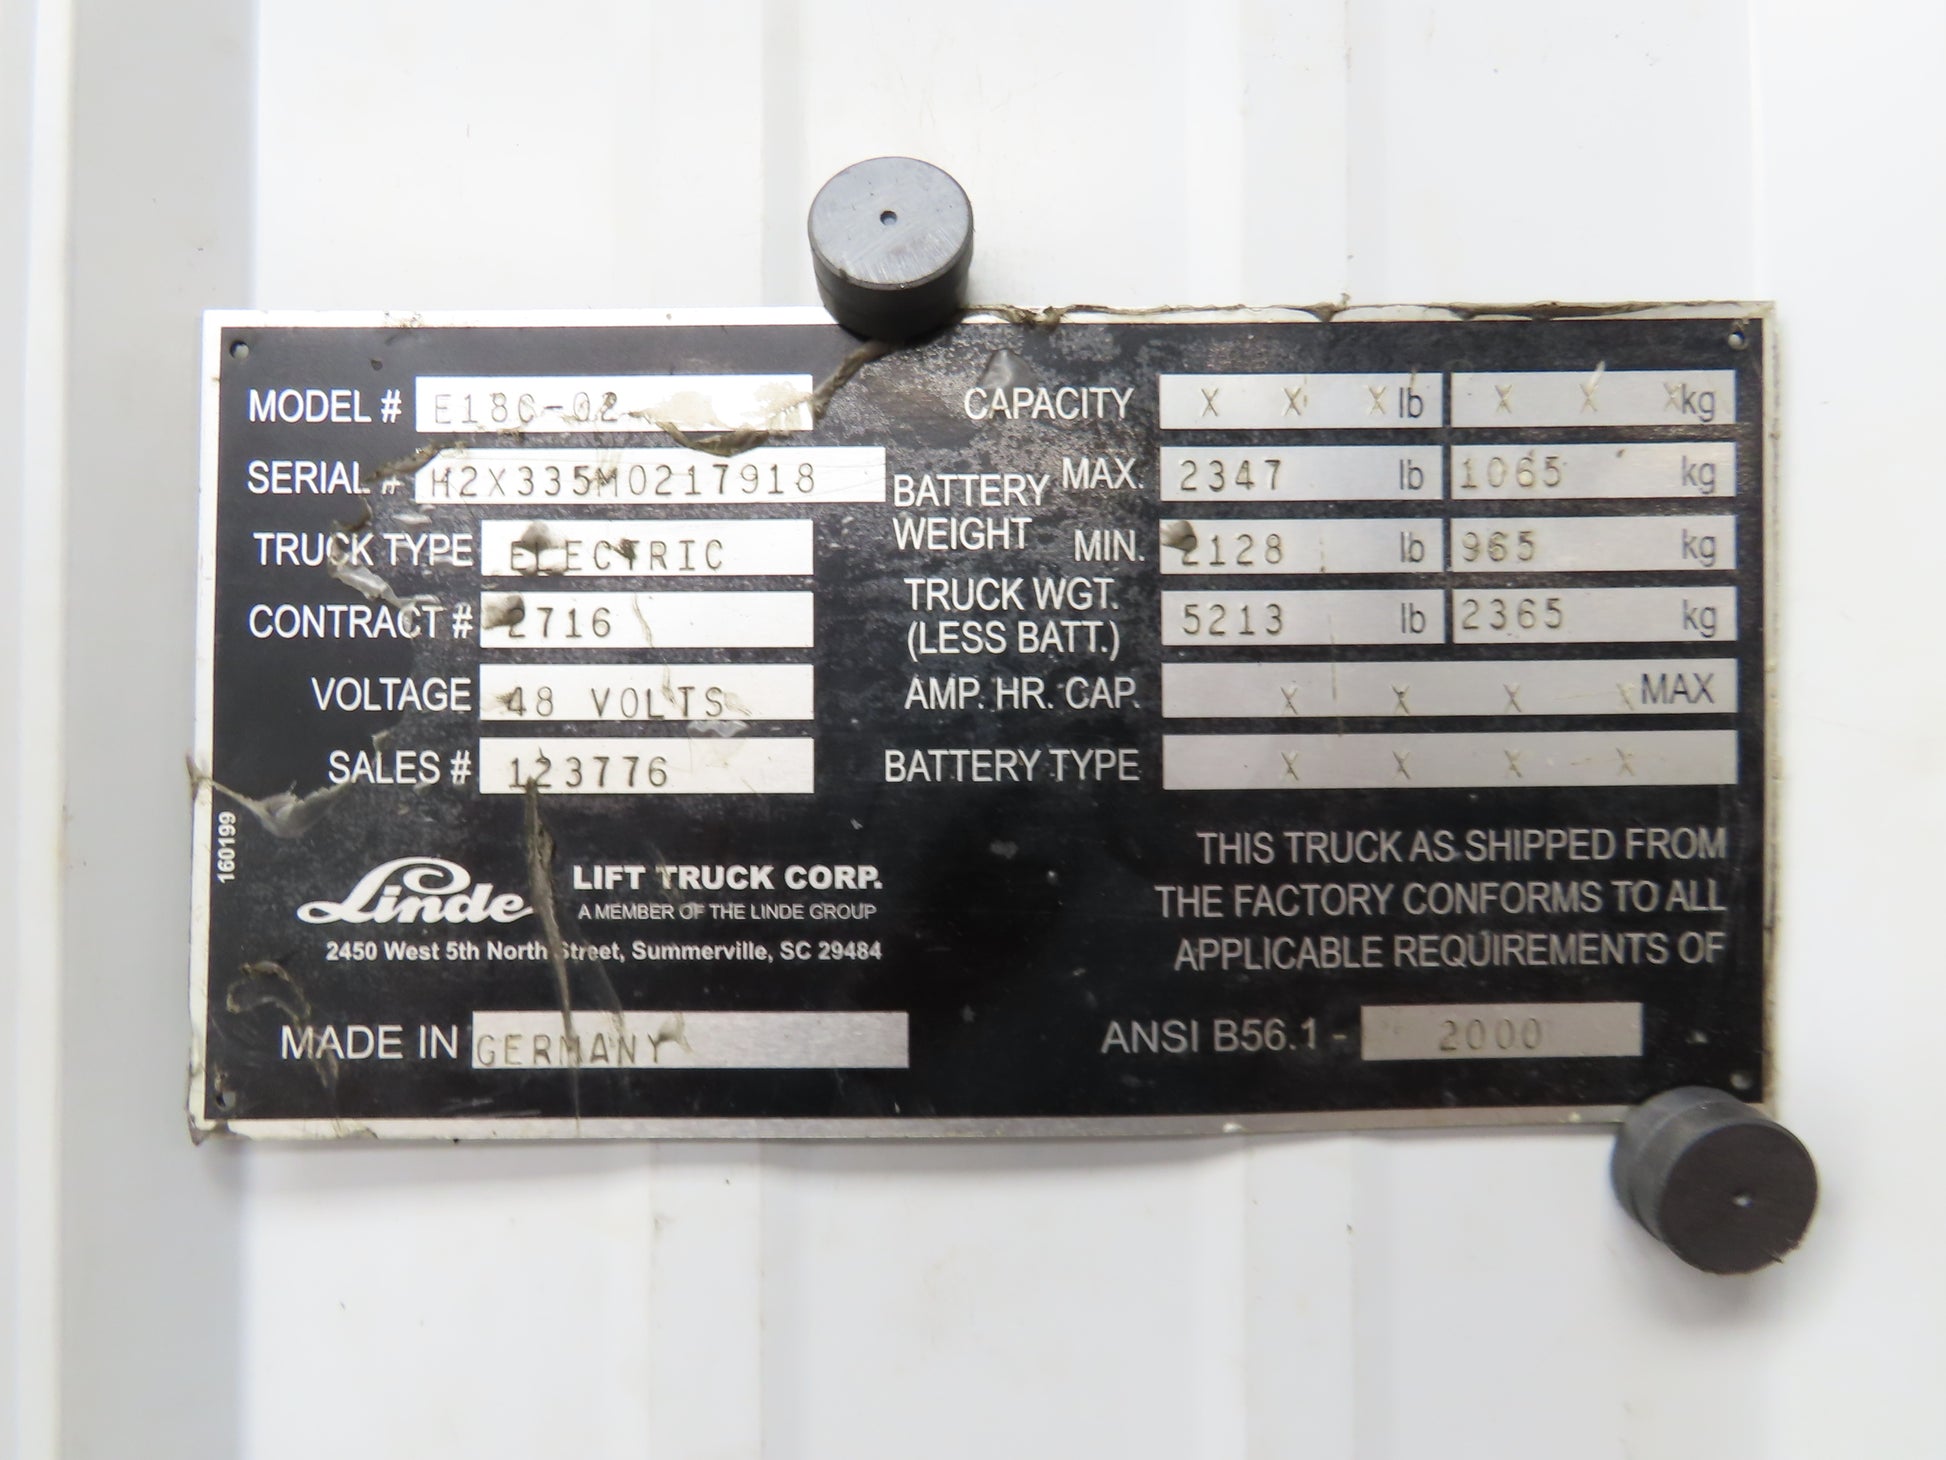 MODEL # E18C-02
SERIAL # H2X335M0217918
TRUCK TYPE ELECTRIC
CONTRACT # 2716
VOLTAGE 48 VOLTS
SALES # 123776
CAPACITY X X X lb X X X kg
BATTERY WEIGHT MAX. 2347 lb 1065 kg
MIN. 2128 lb 965 kg
TRUCK WGT. (LESS BATT.) 5213 lb 2365 kg
AMP. HR. CAP. X X X X MAX
BATTERY TYPE X X X X
160199
Linde LIFT TRUCK CORP.
A MEMBER OF THE LINDE GROUP
2450 West 5th North Street, Summerville, SC 29484
MADE IN GERMANY
THIS TRUCK AS SHIPPED FROM
THE FACTORY CONFORMS TO ALL
APPLICABLE REQUIREMENTS OF
ANSI B56.1 - 2000